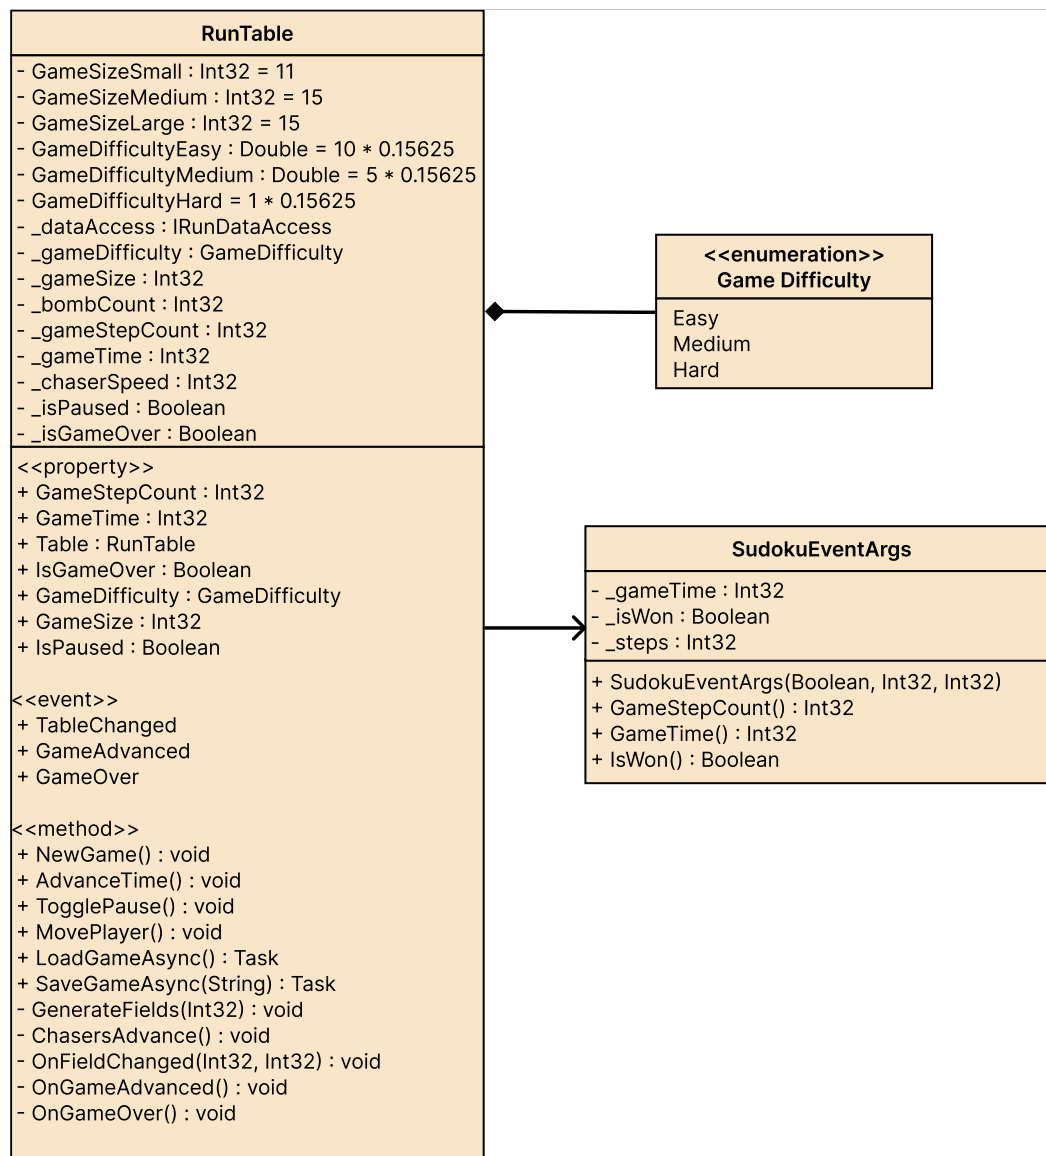 RunTable
- GameSizeSmall : Int32 = 11
- GameSizeMedium : Int32 = 15
- GameSizeLarge : Int32 = 15
- GameDifficultyEasy : Double = 10 * 0.15625
- GameDifficultyMedium : Double = 5 * 0.15625
- GameDifficultyHard = 1 * 0.15625
- _dataAccess : IRunDataAccess
- _gameDifficulty : GameDifficulty
- _gameSize : Int32
- _bombCount : Int32
- _gameStepCount : Int32
- _gameTime : Int32
- _chaserSpeed : Int32
- _isPaused : Boolean
- _isGameOver : Boolean
<<property>>
+ GameStepCount : Int32
+ GameTime : Int32
+ Table : RunTable
+ IsGameOver : Boolean
+ GameDifficulty : GameDifficulty
+ GameSize : Int32
+ IsPaused : Boolean
<<event>>
+ TableChanged
+ GameAdvanced
+ GameOver
<<method>>
+ NewGame() : void
+ AdvanceTime() : void
+ TogglePause() : void
+ MovePlayer() : void
+ LoadGameAsync() : Task
+ SaveGameAsync(String) : Task
- GenerateFields(Int32) : void
- ChasersAdvance() : void
- OnFieldChanged(Int32, Int32) : void
- OnGameAdvanced() : void
- OnGameOver() : void
<<enumeration>>
Game Difficulty
Easy
Medium
Hard
SudokuEventArgs
- _gameTime : Int32
- _isWon : Boolean
- _steps : Int32
+ SudokuEventArgs(Boolean, Int32, Int32)
+ GameStepCount() : Int32
+ GameTime() : Int32
+ IsWon() : Boolean